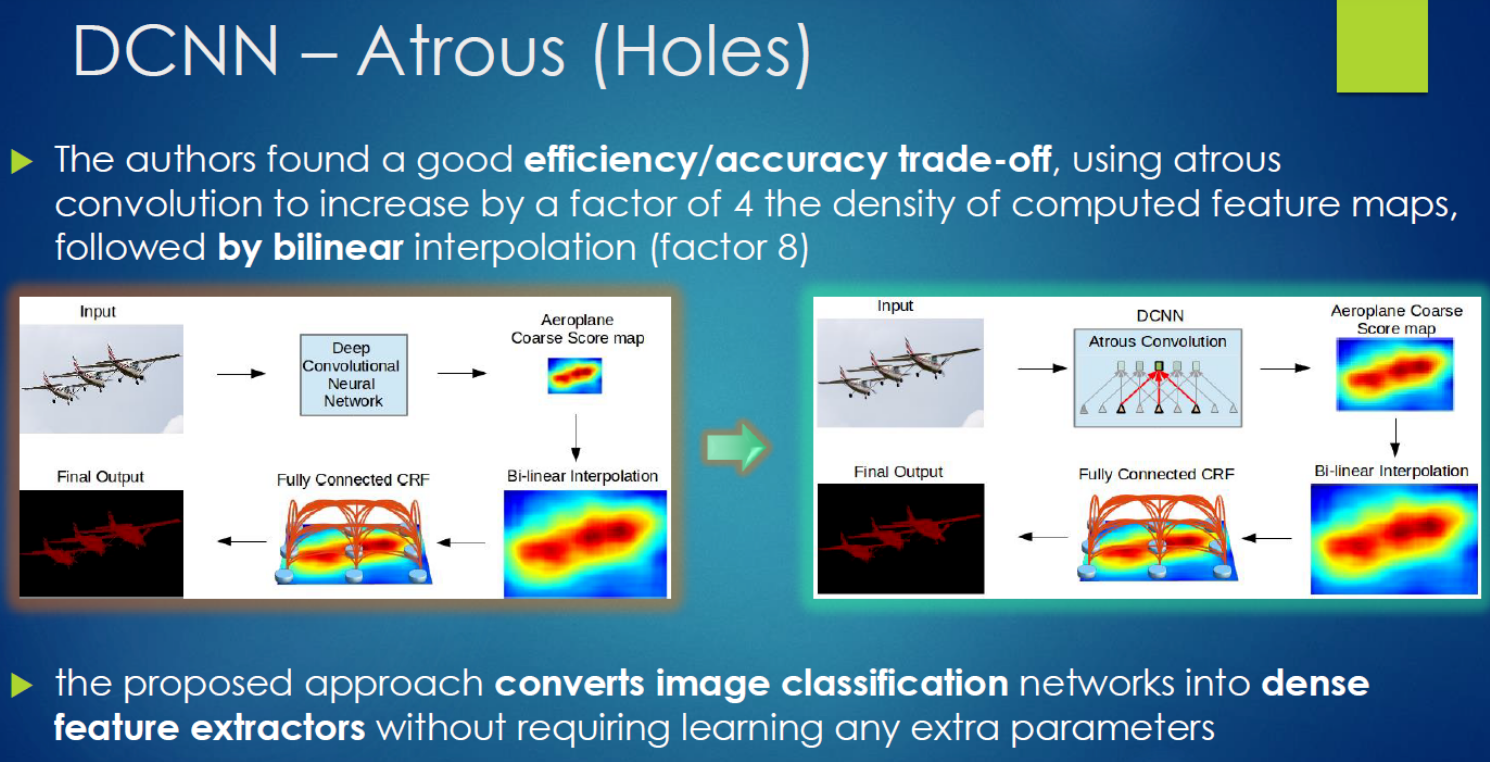 DCNN – Atrous (Holes)
The authors found a good efficiency/accuracy trade-off, using atrous
convolution to increase by a factor of 4 the density of computed feature maps,
followed by bilinear interpolation (factor 8)
Input
Deep
Convolutional
Neural
Network
Aeroplane
Coarse Score map
Final Output
Fully Connected CRF
Bi-linear Interpolation
Input
DCNN
Atrous Convolution
Aeroplane Coarse
Score map
Final Output
Fully Connected CRF
Bi-linear Interpolation
the proposed approach converts image classification networks into dense
feature extractors without requiring learning any extra parameters